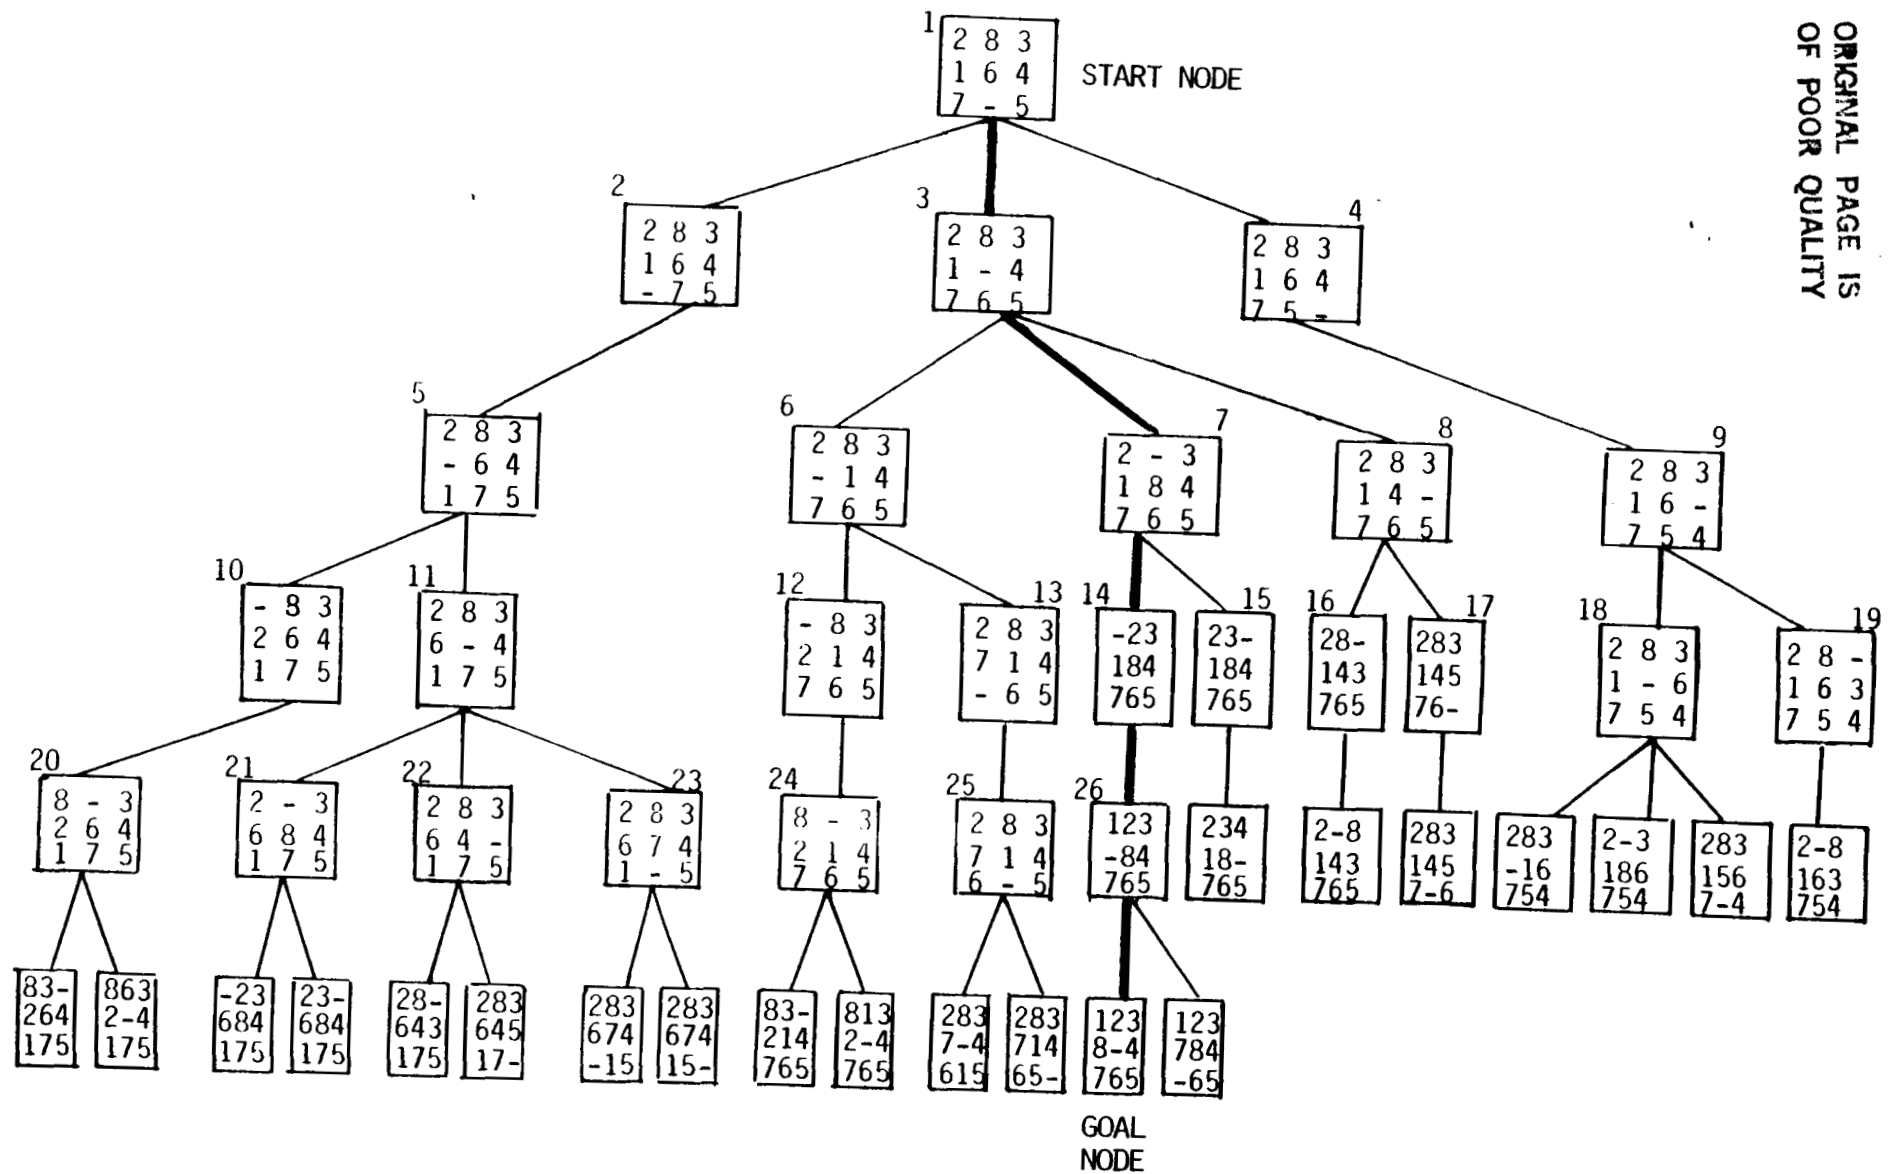 1
2 8 3
1 6 4
7 - 5
START NODE
ORIGINAL PAGE IS
OF POOR QUALITY
2
2 8 3
1 6 4
- 7 5
3
2 8 3
1 - 4
7 6 5
4
2 8 3
1 6 4
7 5 -
5
2 8 3
- 6 4
1 7 5
6
2 8 3
- 1 4
7 6 5
7
2 - 3
1 8 4
7 6 5
8
2 8 3
1 4 -
7 6 5
9
2 8 3
1 6 -
7 5 4
10
- 8 3
2 6 4
1 7 5
11
2 8 3
6 - 4
1 7 5
12
- 8 3
2 1 4
7 6 5
13
2 8 3
7 1 4
- 6 5
14
-23
184
765
15
23-
184
765
16
28-
143
765
17
283
145
76-
18
2 8 3
1 - 6
7 5 4
19
2 8 -
1 6 3
7 5 4
20
8 - 3
2 6 4
1 7 5
21
2 - 3
6 8 4
1 7 5
22
2 8 3
6 4 -
1 7 5
23
2 8 3
6 7 4
1 - 5
24
8 - 3
2 1 4
7 6 5
25
2 8 3
7 1 4
6 - 5
26
123
-84
765
234
18-
765
2-8
143
765
283
145
7-6
283
-16
754
2-3
186
754
283
156
7-4
2-8
163
754
83-
264
175
863
2-4
175
-23
684
175
23-
684
175
28-
643
175
283
645
17-
283
674
-15
283
674
15-
83-
214
765
813
2-4
765
283
7-4
615
283
714
65-
123
8-4
765
123
784
-65
GOAL
NODE